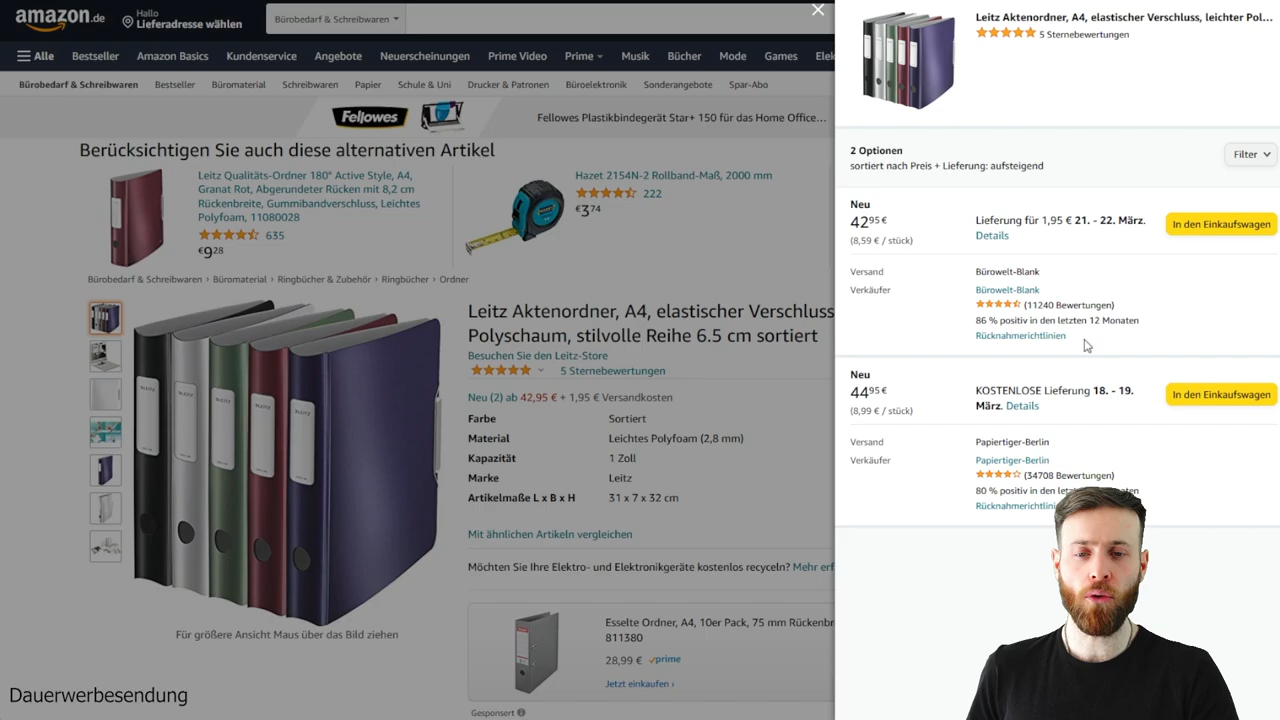 amazon.de
Hallo
Lieferadresse wählen
Bürobedarf & Schreibwaren
Alle
Bestseller
Amazon Basics
Kundenservice
Angebote
Neuerscheinungen
Prime Video
Prime
Musik
Bücher
Mode
Games
Elek
Bürobedarf & Schreibwaren
Bestseller
Büromaterial
Schreibwaren
Papier
Schule & Uni
Drucker & Patronen
Büroelektronik
Sonderangebote
Spar-Abo
Fellowes
Fellowes Plastikbindegerät Star+ 150 für das Home Office...
Berücksichtigen Sie auch diese alternativen Artikel
Leitz Qualitäts-Ordner 180° Active Style, A4,
Granat Rot, Abgerundeter Rücken mit 8,2 cm
Rückenbreite, Gummibandverschluss, Leichtes
Polyfoam, 11080028
635
€9 28
Hazet 2154N-2 Rollband-Maß, 2000 mm
222
€3 74
Bürobedarf & Schreibwaren › Büromaterial › Ringbücher & Zubehör › Ringbücher › Ordner
Leitz Aktenordner, A4, elastischer Verschluss
Polyschaum, stilvolle Reihe 6.5 cm sortiert
Besuchen Sie den Leitz-Store
5 Sternebewertungen
Neu (2) ab 42,95 € + 1,95 € Versandkosten
Farbe Sortiert
Material Leichtes Polyfoam (2,8 mm)
Kapazität 1 Zoll
Marke Leitz
Artikelmaße L x B x H 31 x 7 x 32 cm
Mit ähnlichen Artikeln vergleichen
Möchten Sie Ihre Elektro- und Elektronikgeräte kostenlos recyceln? Mehr erf
Esselte Ordner, A4, 10er Pack, 75 mm Rückenbr
811380
28,99 € prime
Jetzt einkaufen ›
Gesponsert
Für größere Ansicht Maus über das Bild ziehen
Dauerwerbesendung
Leitz Aktenordner, A4, elastischer Verschluss, leichter Pol...
5 Sternebewertungen
2 Optionen
sortiert nach Preis + Lieferung: aufsteigend
Filter
Neu
42 95 €
(8,59 € / stück)
Lieferung für 1,95 € 21. - 22. März.
Details
In den Einkaufswagen
Versand Bürowelt-Blank
Verkäufer Bürowelt-Blank
(11240 Bewertungen)
86 % positiv in den letzten 12 Monaten
Rücknahmerichtlinien
Neu
44 95 €
(8,99 € / stück)
KOSTENLOSE Lieferung 18. - 19.
März. Details
In den Einkaufswagen
Versand Papiertiger-Berlin
Verkäufer Papiertiger-Berlin
(34708 Bewertungen)
80 % positiv in den letz aten
Rücknahmerichtlini